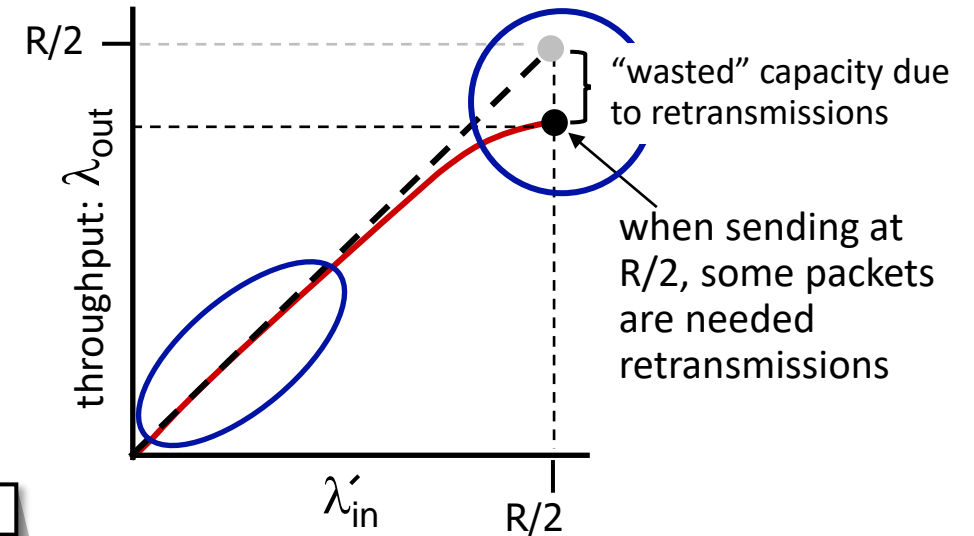 R/2
throughput: λout
“wasted” capacity due
to retransmissions
when sending at
R/2, some packets
are needed
retransmissions
λ′in
R/2